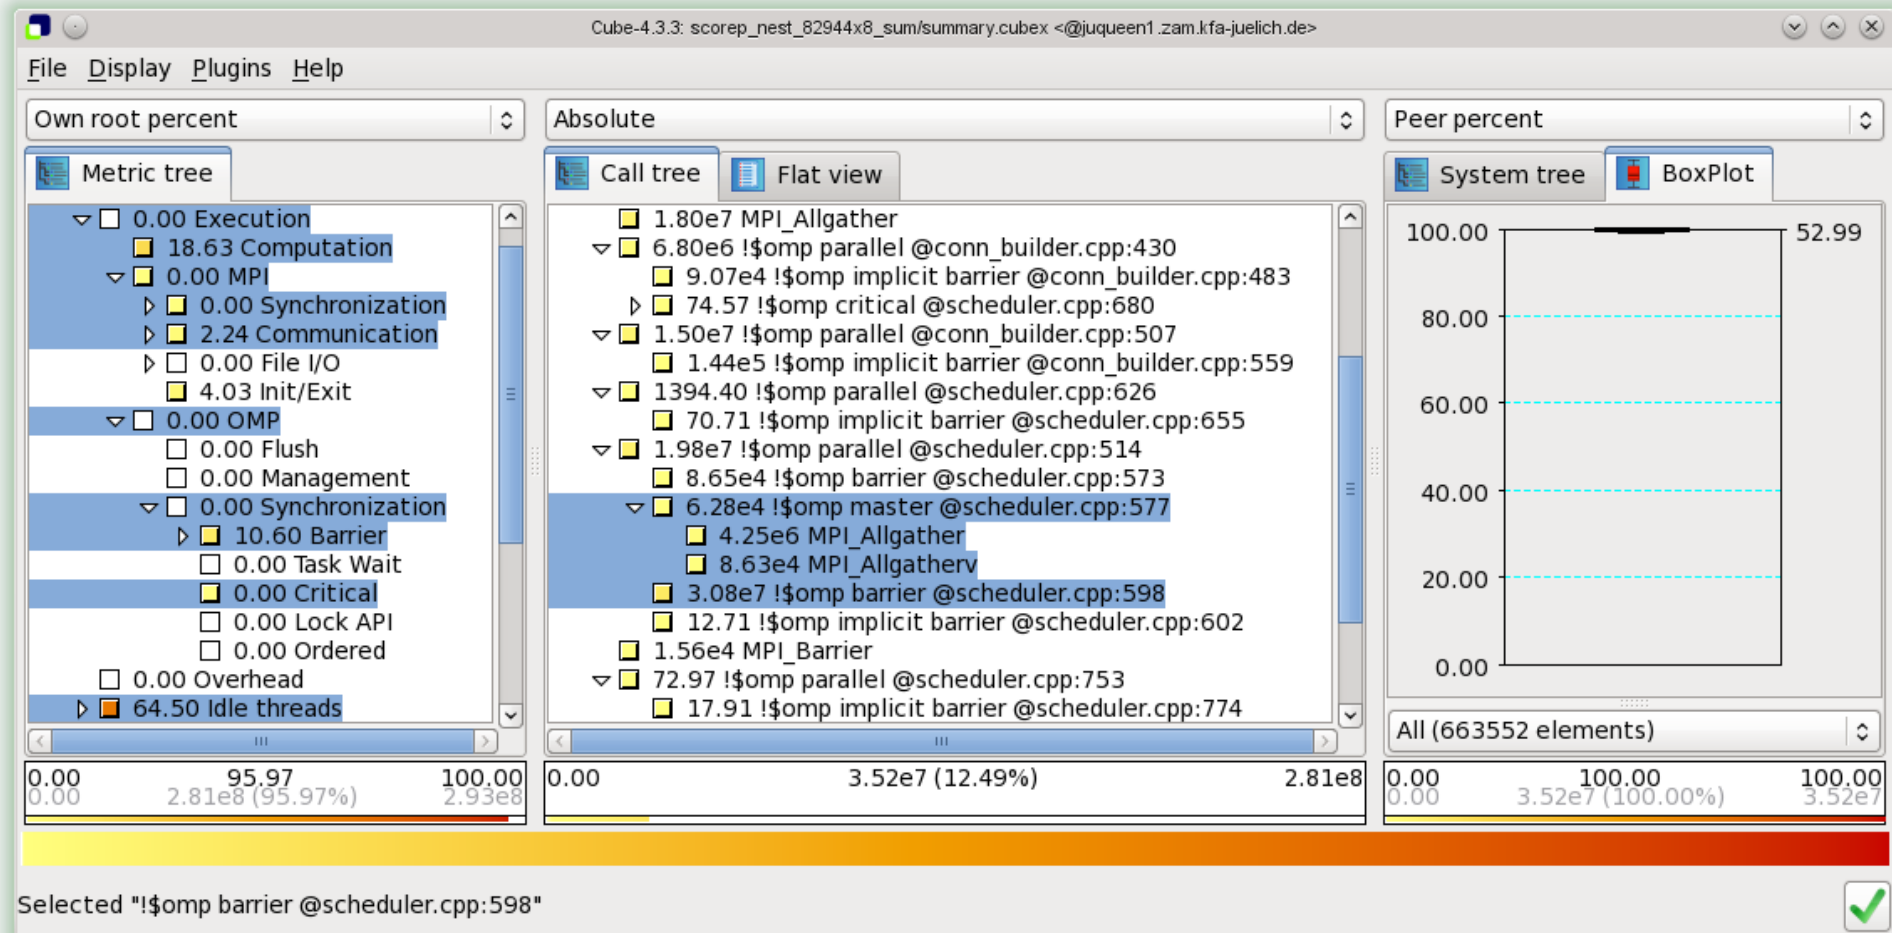 Cube-4.3.3: scorep_nest_82944x8_sum/summary.cubex <@juqueen1.zam.kfa-juelich.de>
File Display Plugins Help
Own root percent
Metric tree
0.00 Execution
18.63 Computation
0.00 MPI
0.00 Synchronization
2.24 Communication
0.00 File I/O
4.03 Init/Exit
0.00 OMP
0.00 Flush
0.00 Management
0.00 Synchronization
10.60 Barrier
0.00 Task Wait
0.00 Critical
0.00 Lock API
0.00 Ordered
0.00 Overhead
64.50 Idle threads
0.00 95.97 100.00
0.00 2.81e8 (95.97%) 2.93e8
Absolute
Call tree Flat view
1.80e7 MPI_Allgather
6.80e6 !$omp parallel @conn_builder.cpp:430
9.07e4 !$omp implicit barrier @conn_builder.cpp:483
74.57 !$omp critical @scheduler.cpp:680
1.50e7 !$omp parallel @conn_builder.cpp:507
1.44e5 !$omp implicit barrier @conn_builder.cpp:559
1394.40 !$omp parallel @scheduler.cpp:626
70.71 !$omp implicit barrier @scheduler.cpp:655
1.98e7 !$omp parallel @scheduler.cpp:514
8.65e4 !$omp barrier @scheduler.cpp:573
6.28e4 !$omp master @scheduler.cpp:577
4.25e6 MPI_Allgather
8.63e4 MPI_Allgatherv
3.08e7 !$omp barrier @scheduler.cpp:598
12.71 !$omp implicit barrier @scheduler.cpp:602
1.56e4 MPI_Barrier
72.97 !$omp parallel @scheduler.cpp:753
17.91 !$omp implicit barrier @scheduler.cpp:774
0.00 3.52e7 (12.49%) 2.81e8
Peer percent
System tree BoxPlot
100.00 52.99
80.00
60.00
40.00
20.00
0.00
All (663552 elements)
0.00 100.00 100.00
0.00 3.52e7 (100.00%) 3.52e7
Selected "!$omp barrier @scheduler.cpp:598"